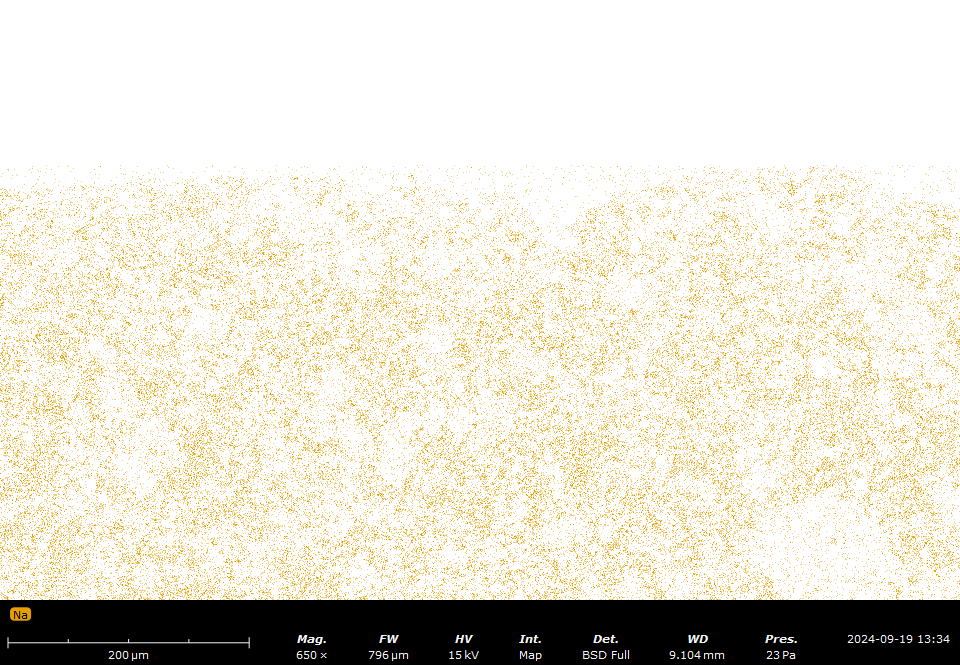 Na
Mag. FW HV Int. Det. WD Pres. 2024-09-19 13:34
200 µm 650 × 796 µm 15 kV Map BSD Full 9.104 mm 23 Pa